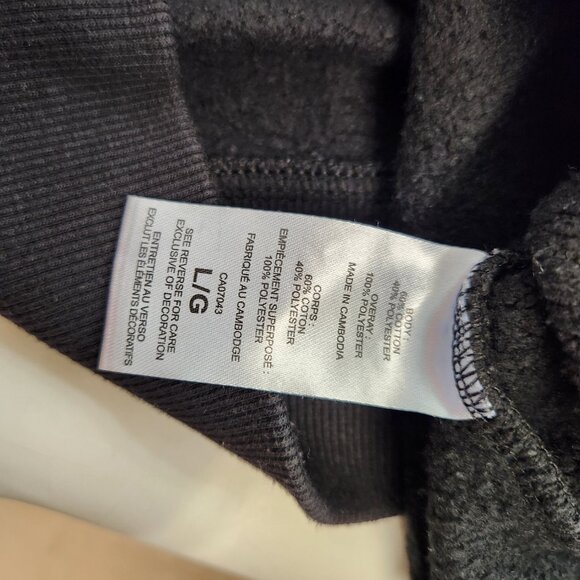 BODY:
60% COTTON
40% POLYESTER
OVERAY:
100% POLYESTER
MADE IN CAMBODIA
CORPS :
60% COTON
40% POLYESTER
EMPIÈCEMENT SUPERPOSÉ :
100% POLYESTER
FABRIQUÉ AU CAMBODGE
CA07043
L/G
SEE REVERSE FOR CARE
EXCLUSIVE OF DECORATION
ENTRETIEN AU VERSO
EXCLUT LES ÉLÉMENTS DÉCORATIFS